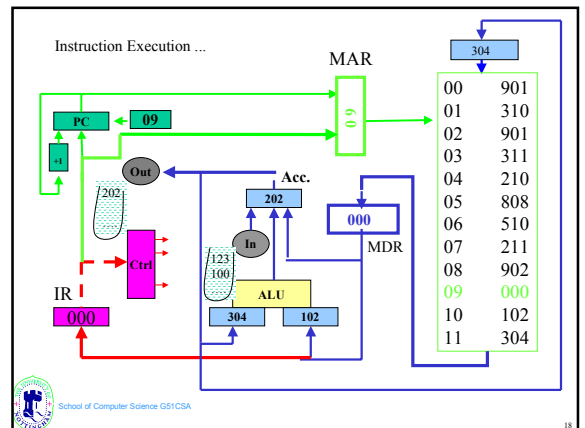 Instruction Execution ...
MAR
304
PC
09
09
+1
Out
Acc.
202
202
000
MDR
In
123
100
Ctrl
IR
000
ALU
304
102
00 901
01 310
02 901
03 311
04 210
05 808
06 510
07 211
08 902
09 000
10 102
11 304
NOTTINGHAM
School of Computer Science G51CSA
18